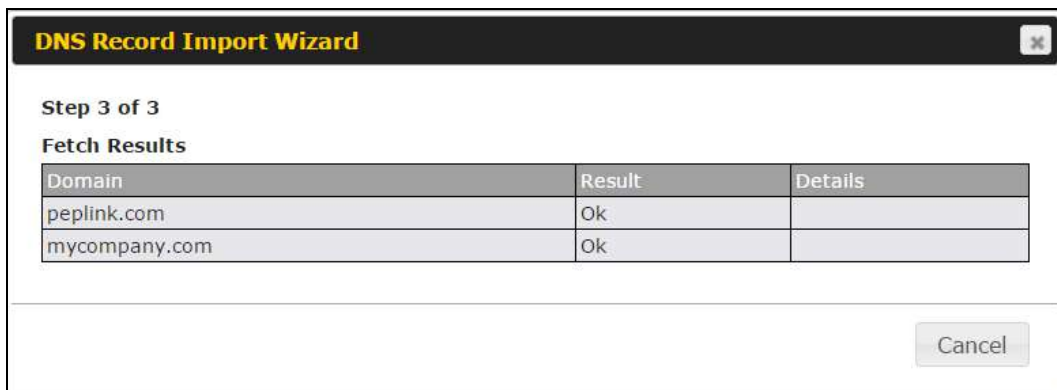 DNS Record Import Wizard
Step 3 of 3
Fetch Results
Domain Result Details
peplink.com Ok
mycompany.com Ok
Cancel